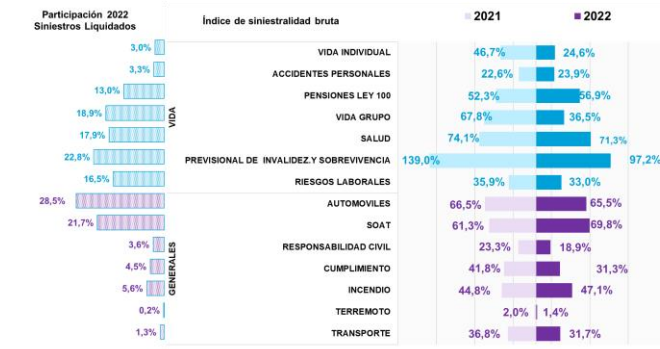 Participación 2022
Siniestros Liquidados
Índice de siniestralidad bruta
2021
2022
3,0% VIDA INDIVIDUAL 46,7% 24,6%
3,3% ACCIDENTES PERSONALES 22,6% 23,9%
13,0% PENSIONES LEY 100 52,3% 56,9%
18,9% VIDA GRUPO 67,8% 36,5%
17,9% SALUD 74,1% 71,3%
22,8% PREVISIONAL DE INVALIDEZ.Y SOBREVIVENCIA 139,0% 97,2%
16,5% RIESGOS LABORALES 35,9% 33,0%
VIDA
28,5% AUTOMOVILES 66,5% 65,5%
21,7% SOAT 61,3% 69,8%
3,6% RESPONSABILIDAD CIVIL 23,3% 18,9%
4,5% CUMPLIMIENTO 41,8% 31,3%
5,6% INCENDIO 44,8% 47,1%
0,2% TERREMOTO 2,0% 1,4%
1,3% TRANSPORTE 36,8% 31,7%
GENERALES